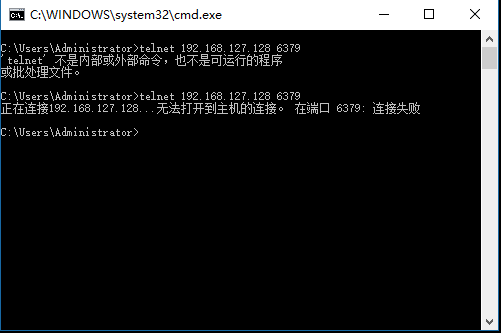 C:\WINDOWS\system32\cmd.exe
C:\Users\Administrator>telnet 192.168.127.128 6379
'telnet' 不是内部或外部命令，也不是可运行的程序
或批处理文件。
C:\Users\Administrator>telnet 192.168.127.128 6379
正在连接192.168.127.128...无法打开到主机的连接。 在端口 6379: 连接失败
C:\Users\Administrator>